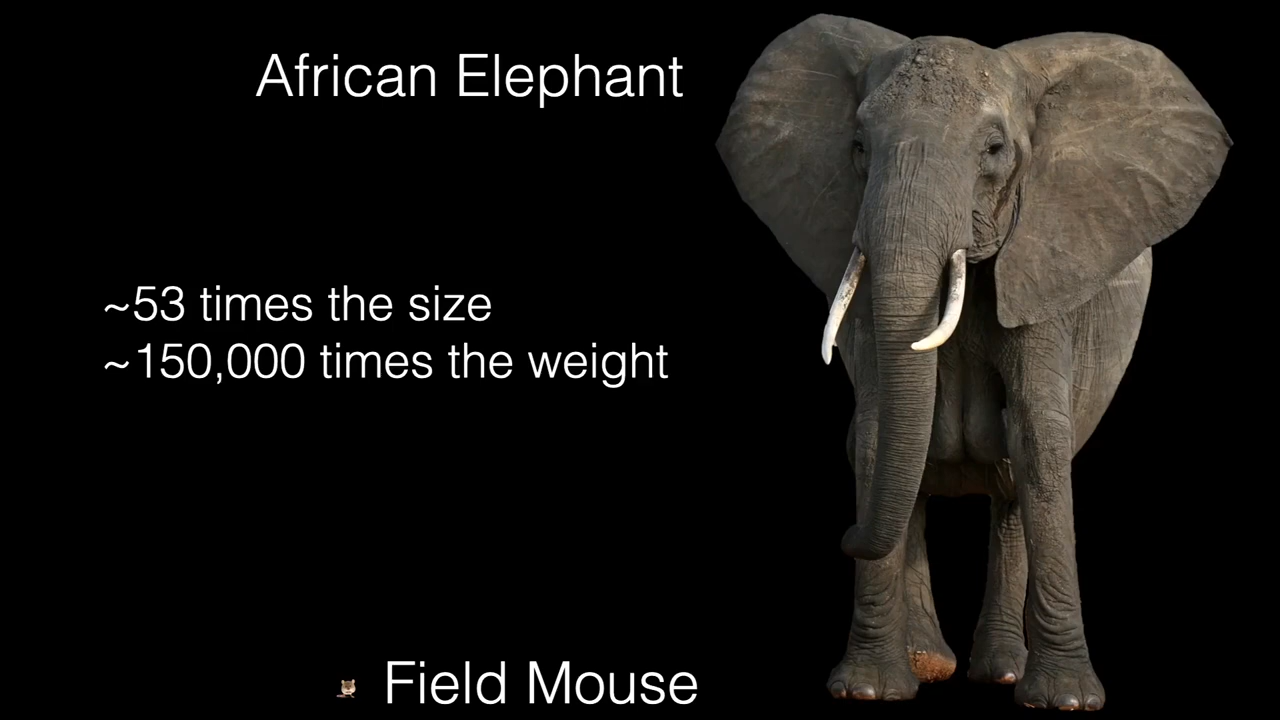 African Elephant
~53 times the size
~150,000 times the weight
Field Mouse